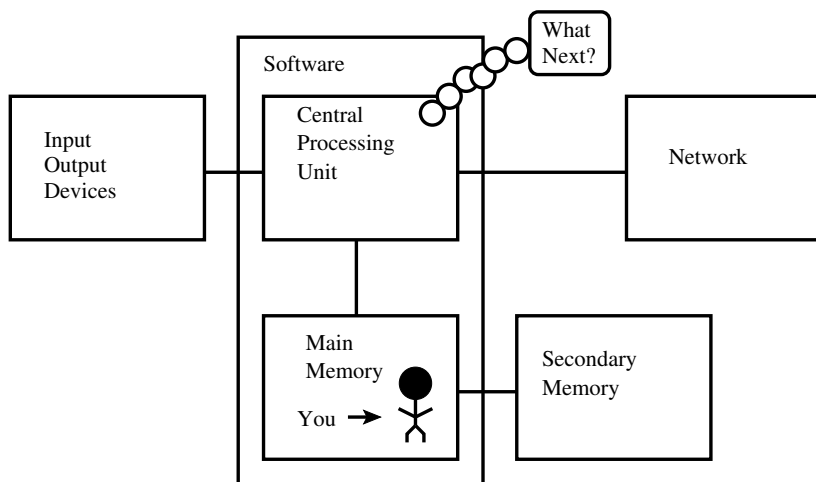 What
Next?
Software
Input
Output
Devices
Central
Processing
Unit
Network
Main
Memory
You
Secondary
Memory